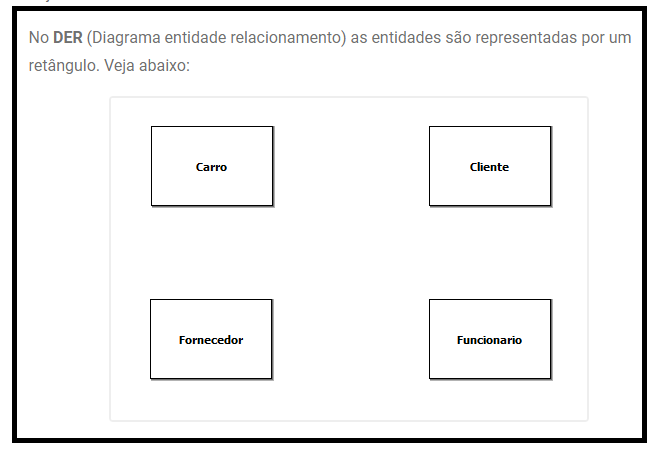 No DER (Diagrama entidade relacionamento) as entidades são representadas por um
retângulo. Veja abaixo:
Carro
Cliente
Fornecedor
Funcionario